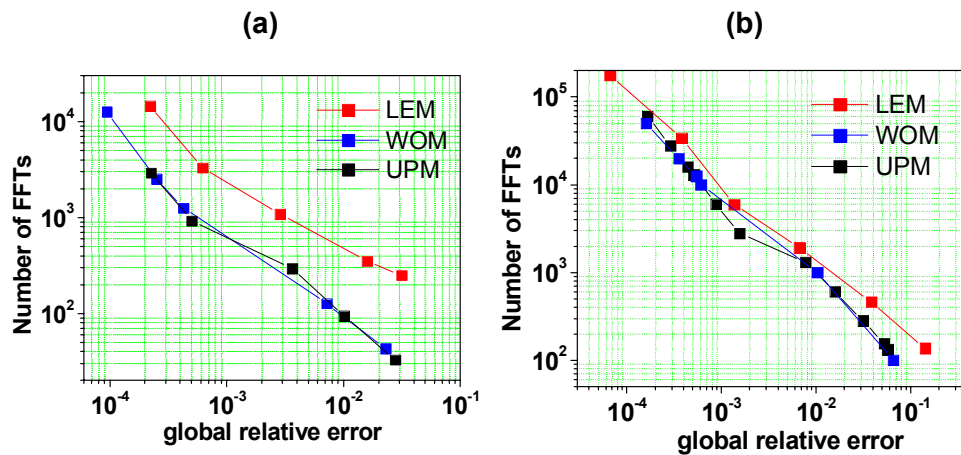 (a)
Number of FFTs
10^4
10^3
10^2
LEM
WOM
UPM
10^-4
10^-3
10^-2
10^-1
global relative error
(b)
Number of FFTs
10^5
10^4
10^3
10^2
LEM
WOM
UPM
10^-4
10^-3
10^-2
10^-1
global relative error